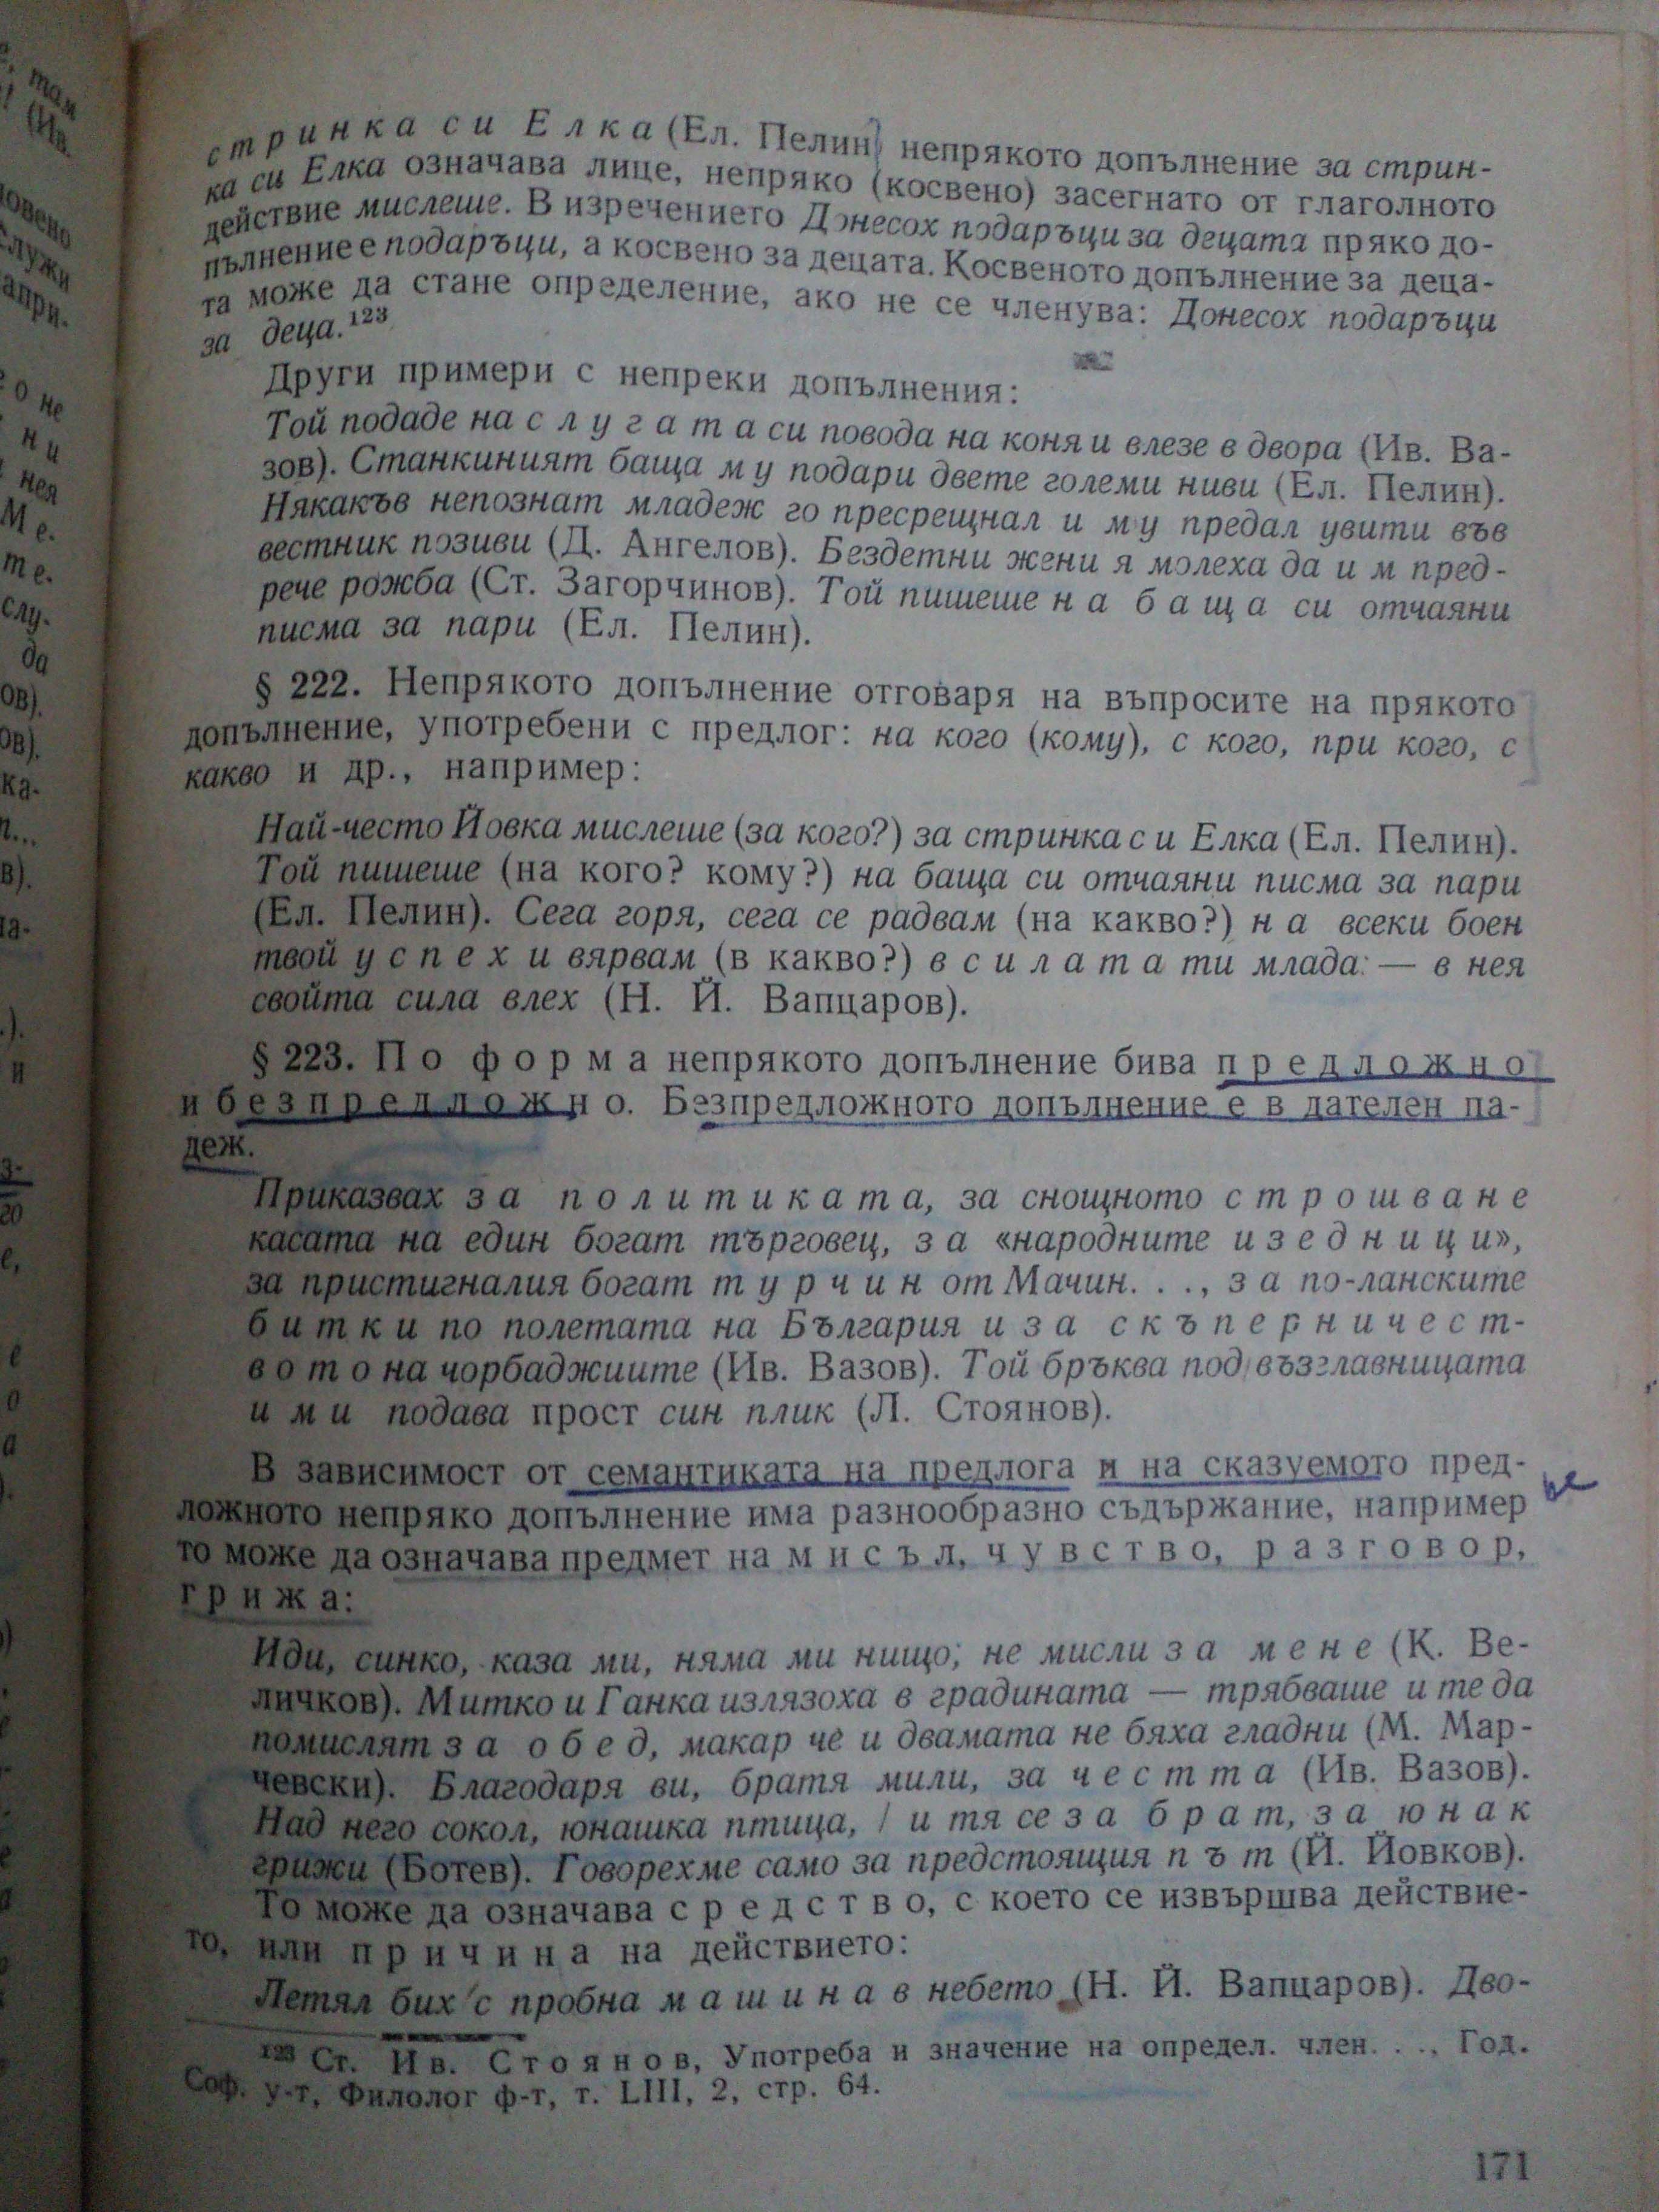 стринка си Елка (Ел. Пелин) непрякото допълнение за стрин-
ка си Елка означава лице, непряко (косвено) засегнато от глаголното
действие мислеше. В изречението Донесох подаръци за децата пряко до-
пълнение е подаръци, а косвено за децата. Косвеното допълнение за деца-
та може да стане определение, ако не се членува: Донесох подаръци
за деца.123
Други примери с непреки допълнения:
Той подаде на слугата си повода на коня и влезе в двора (Ив. Ва-
зов). Станкиният баща му подари двете големи ниви (Ел. Пелин).
Някакъв непознат младеж го пресрещнал и му предал увити във
вестник позиви (Д. Ангелов). Бездетни жени я молеха да им пред-
рече рожба (Ст. Загорчинов). Той пишеше на баща си отчаяни
писма за пари (Ел. Пелин).
§ 222. Непрякото допълнение отговаря на въпросите на прякото
допълнение, употребени с предлог: на кого (кому), с кого, при кого, с
какво и др., например:
Най-често Йовка мислеше (за кого?) за стринка си Елка (Ел. Пелин).
Той пишеше (на кого? кому?) на баща си отчаяни писма за пари
(Ел. Пелин). Сега горя, сега се радвам (на какво?) на всеки боен
твой успех и вярвам (в какво?) в силата ти млада: — в нея
свойта сила влех (Н. Й. Вапцаров).
§ 223. По форма непрякото допълнение бива предложно
и безпредложно. Безпредложното допълнение е в дателен па-
деж.
Приказвах за политиката, за снощното строшване
касата на един богат търговец, за «народните изедници»,
за пристигналия богат турчин от Мачин. . ., за по-ланските
битки по полетата на България и за скъперничест-
вото на чорбаджиите (Ив. Вазов). Той бръква под възглавницата
и ми подава прост син плик (Л. Стоянов).
В зависимост от семантиката на предлога и на сказуемото пред-
ложното непряко допълнение има разнообразно съдържание, например
то може да означава предмет на мисъл, чувство, разговор,
грижа:
Иди, синко, каза ми, няма ми нищо; не мисли за мене (К. Ве-
личков). Митко и Ганка излязоха в градината — трябваше и те да
помислят за обед, макар че и двамата не бяха гладни (М. Мар-
чевски). Благодаря ви, братя мили, за честта (Ив. Вазов).
Над него сокол, юнашка птица, / и тя се за брат, за юнак
грижи (Ботев). Говорехме само за предстоящия път (Й. Йовков).
То може да означава средство, с което се извършва действие-
то, или причина на действието:
Летял бих с пробна машина в небето (Н. Й. Вапцаров). Дво-
123 Ст. Ив. Стоянов, Употреба и значение на определ. член. . ., Год.
Соф. у-т, Филолог ф-т, т. LIII, 2, стр. 64.
171